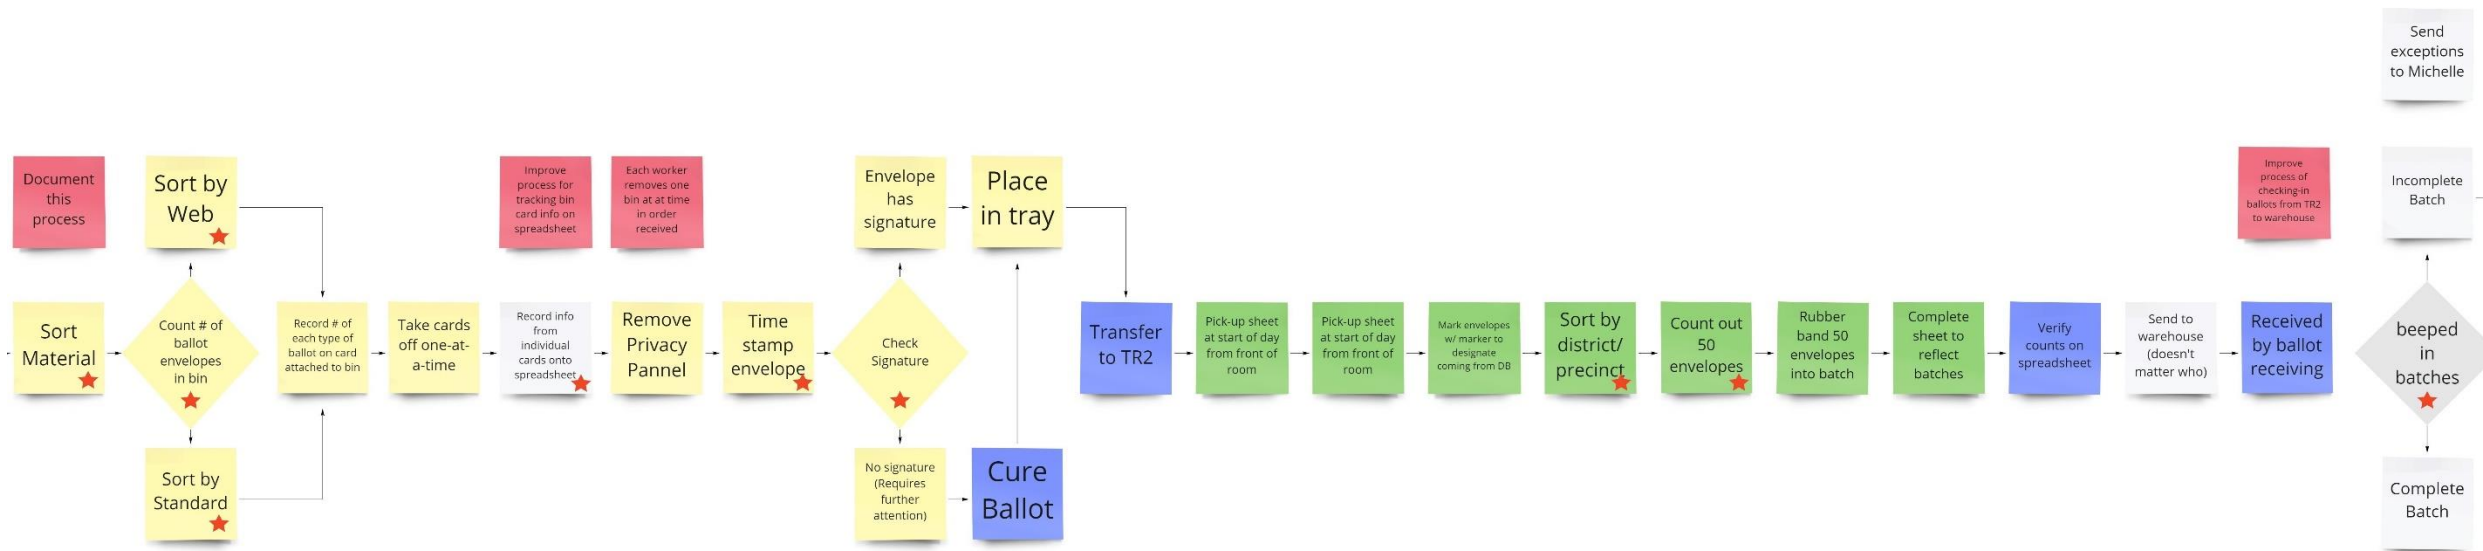 Document
this
process
Sort
Material
Sort by
Web
Count # of
ballot
envelopes
in bin
Sort by
Standard
Record # of
each type of
ballot on card
attached to bin
Take cards
off one-at-
a-time
Improve
process for
tracking bin
card info on
spreadsheet
Record info
from
individual
cards onto
spreadsheet
Each worker
removes one
bin at at time
in order
received
Remove
Privacy
Pannel
Time
stamp
envelope
Envelope
has
signature
Check
Signature
No signature
(Requires
further
attention)
Place
in tray
Cure
Ballot
Transfer
to TR2
Pick-up sheet
at start of day
from front of
room
Pick-up sheet
at start of day
from front of
room
Mark envelopes
w/ marker to
designate
coming from DB
Sort by
district/
precinct
Count out
50
envelopes
Rubber
band 50
envelopes
into batch
Complete
sheet to
reflect
batches
Verify
counts on
spreadsheet
Send to
warehouse
(doesn't
matter who)
Improve
process of
checking-in
ballots from TR2
to warehouse
Received
by ballot
receiving
Send
exceptions
to Michelle
Incomplete
Batch
beeped
in
batches
Complete
Batch